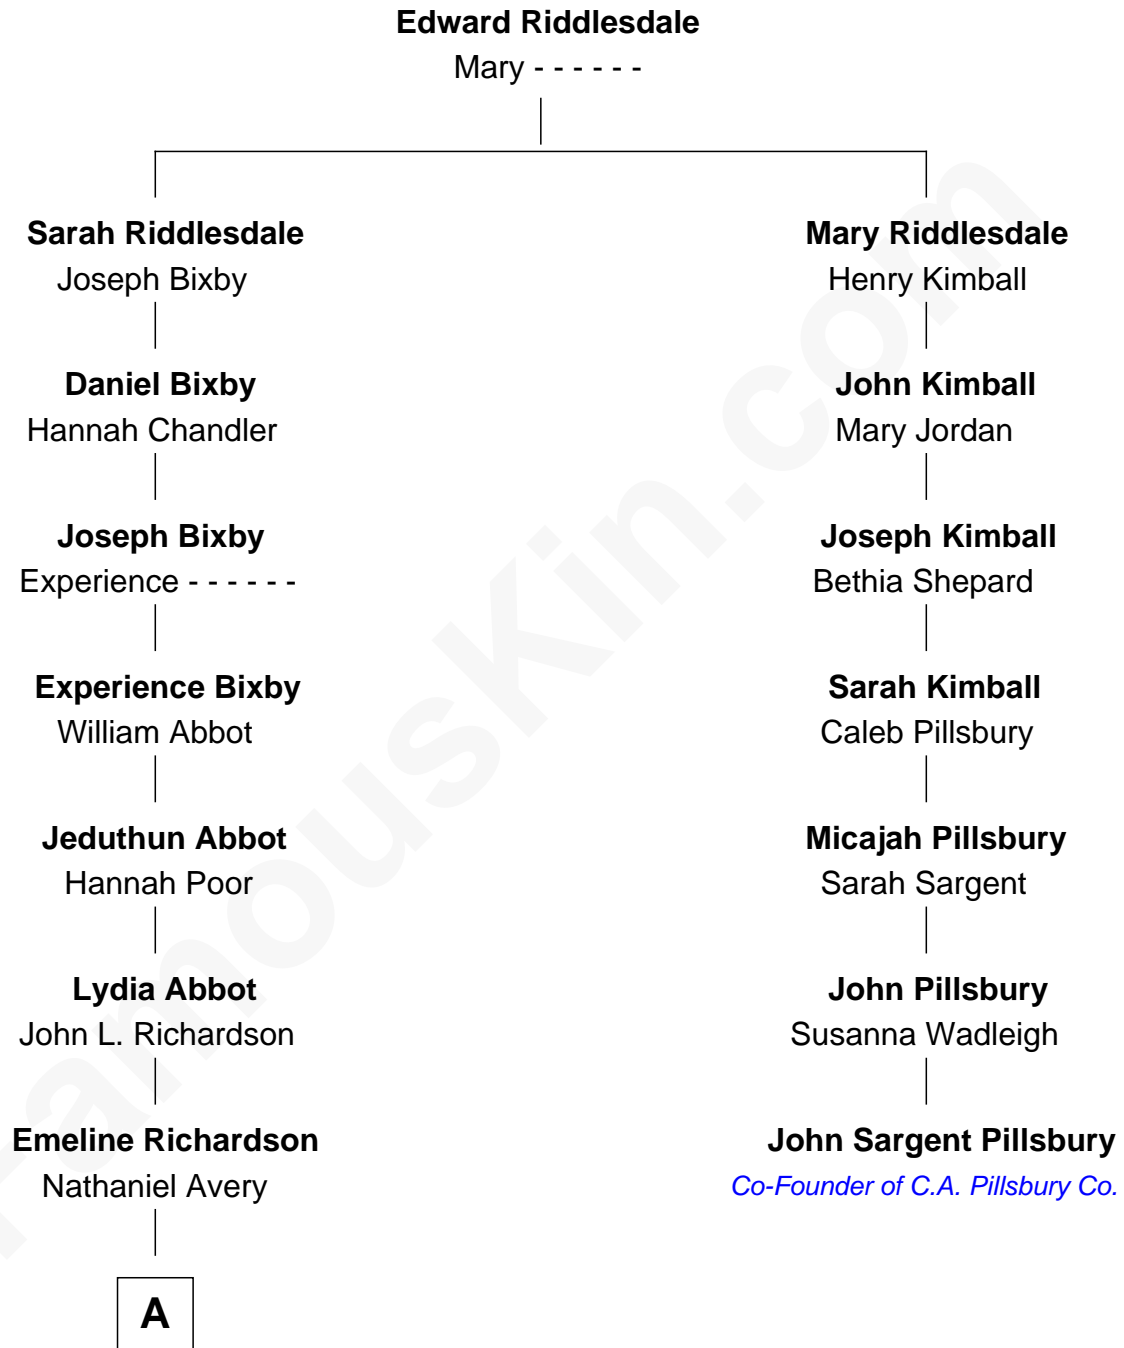 Edward Riddlesdale
Mary - - - - - -
Sarah Riddlesdale
Joseph Bixby
Mary Riddlesdale
Henry Kimball
Daniel Bixby
Hannah Chandler
John Kimball
Mary Jordan
Joseph Bixby
Experience - - - - - -
Joseph Kimball
Bethia Shepard
Experience Bixby
William Abbot
Sarah Kimball
Caleb Pillsbury
Jeduthun Abbot
Hannah Poor
Micajah Pillsbury
Sarah Sargent
Lydia Abbot
John L. Richardson
John Pillsbury
Susanna Wadleigh
Emeline Richardson
Nathaniel Avery
John Sargent Pillsbury
Co-Founder of C.A. Pillsbury Co.
A
FamousKin.com